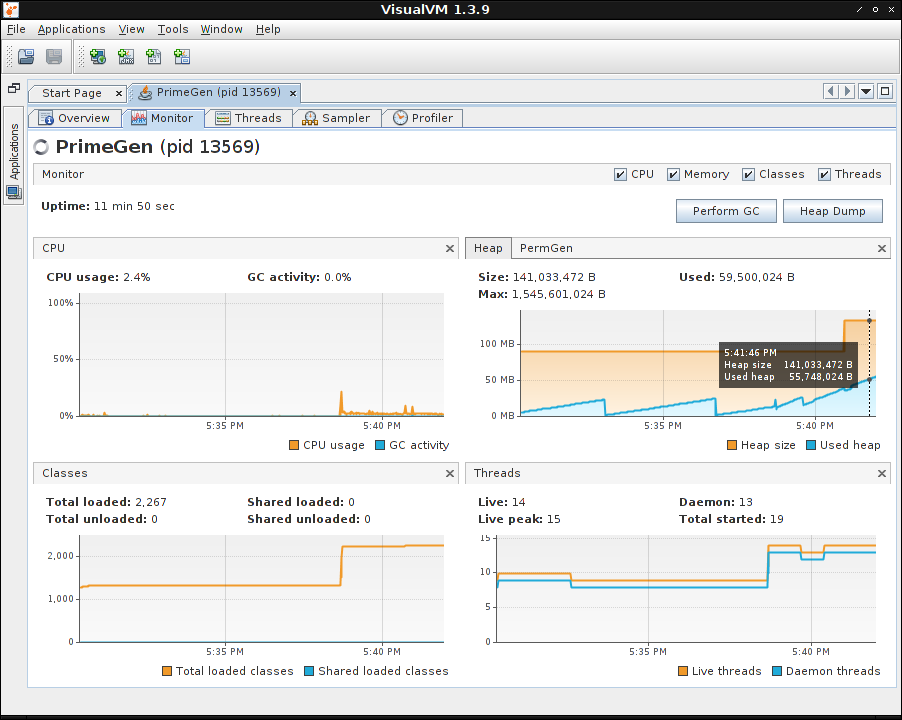 VisualVM 1.3.9
File Applications View Tools Window Help
Start Page PrimeGen (pid 13569)
Overview Monitor Threads Sampler Profiler
Applications
PrimeGen (pid 13569)
Monitor CPU Memory Classes Threads
Uptime: 11 min 50 sec
Perform GC Heap Dump
CPU
CPU usage: 2.4% GC activity: 0.0%
100%
50%
0%
5:35 PM 5:40 PM
CPU usage GC activity
Heap PermGen
Size: 141,033,472 B Used: 59,500,024 B
Max: 1,545,601,024 B
100 MB
50 MB
0 MB
5:41:46 PM
Heap size 141,033,472 B
Used heap 55,748,024 B
5:35 PM 5:40 PM
Heap size Used heap
Classes
Total loaded: 2,267 Shared loaded: 0
Total unloaded: 0 Shared unloaded: 0
2,000
1,000
0
5:35 PM 5:40 PM
Total loaded classes Shared loaded classes
Threads
Live: 14 Daemon: 13
Live peak: 15 Total started: 19
15
10
5
0
5:35 PM 5:40 PM
Live threads Daemon threads